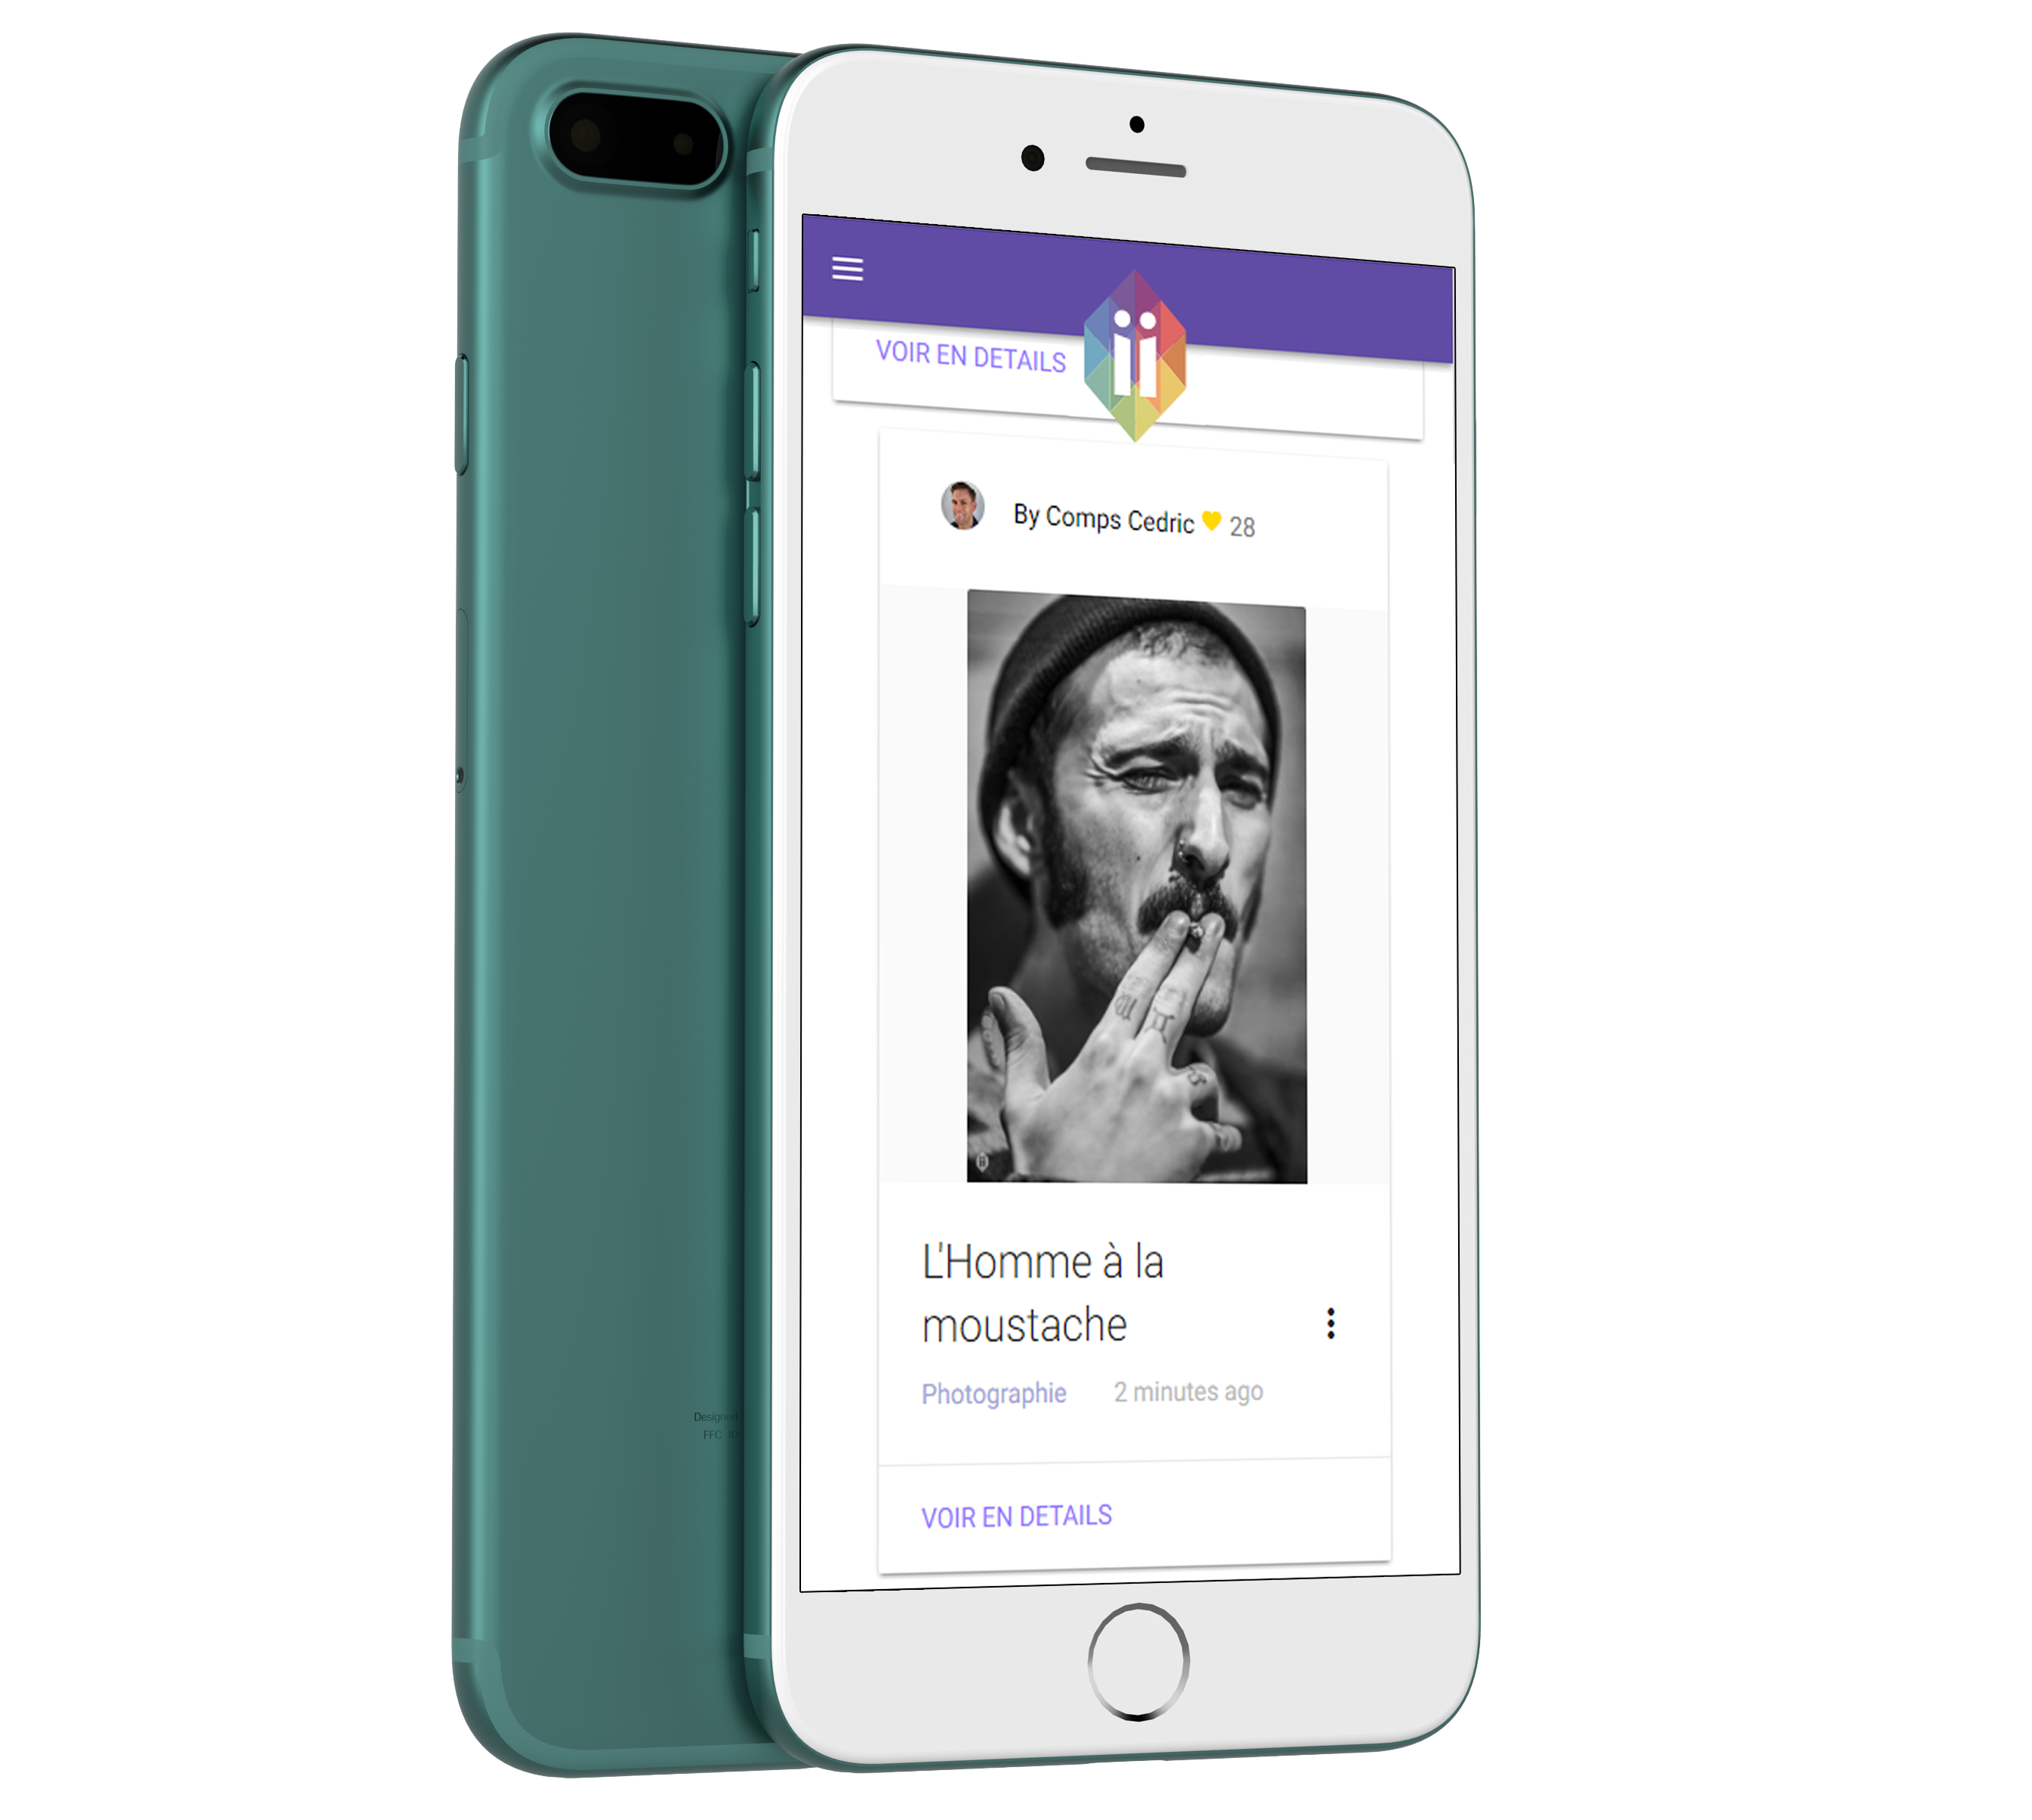 VOIR EN DETAILS
ii
By Comps Cedric 28
L'Homme à la
moustache
Photographie 2 minutes ago
VOIR EN DETAILS
Designed
FFC